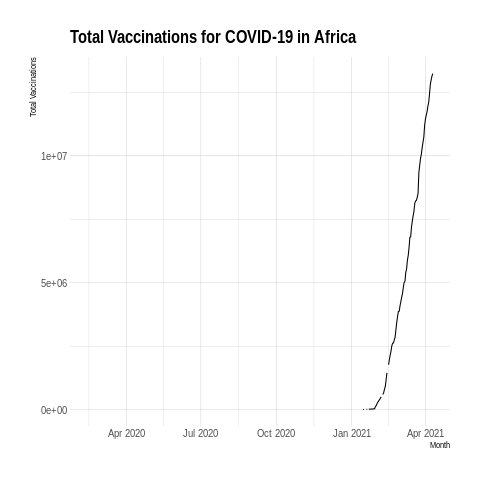 Total Vaccinations for COVID-19 in Africa
Total Vaccinations
1e+07
5e+06
0e+00
Apr 2020 Jul 2020 Oct 2020 Jan 2021 Apr 2021
Month